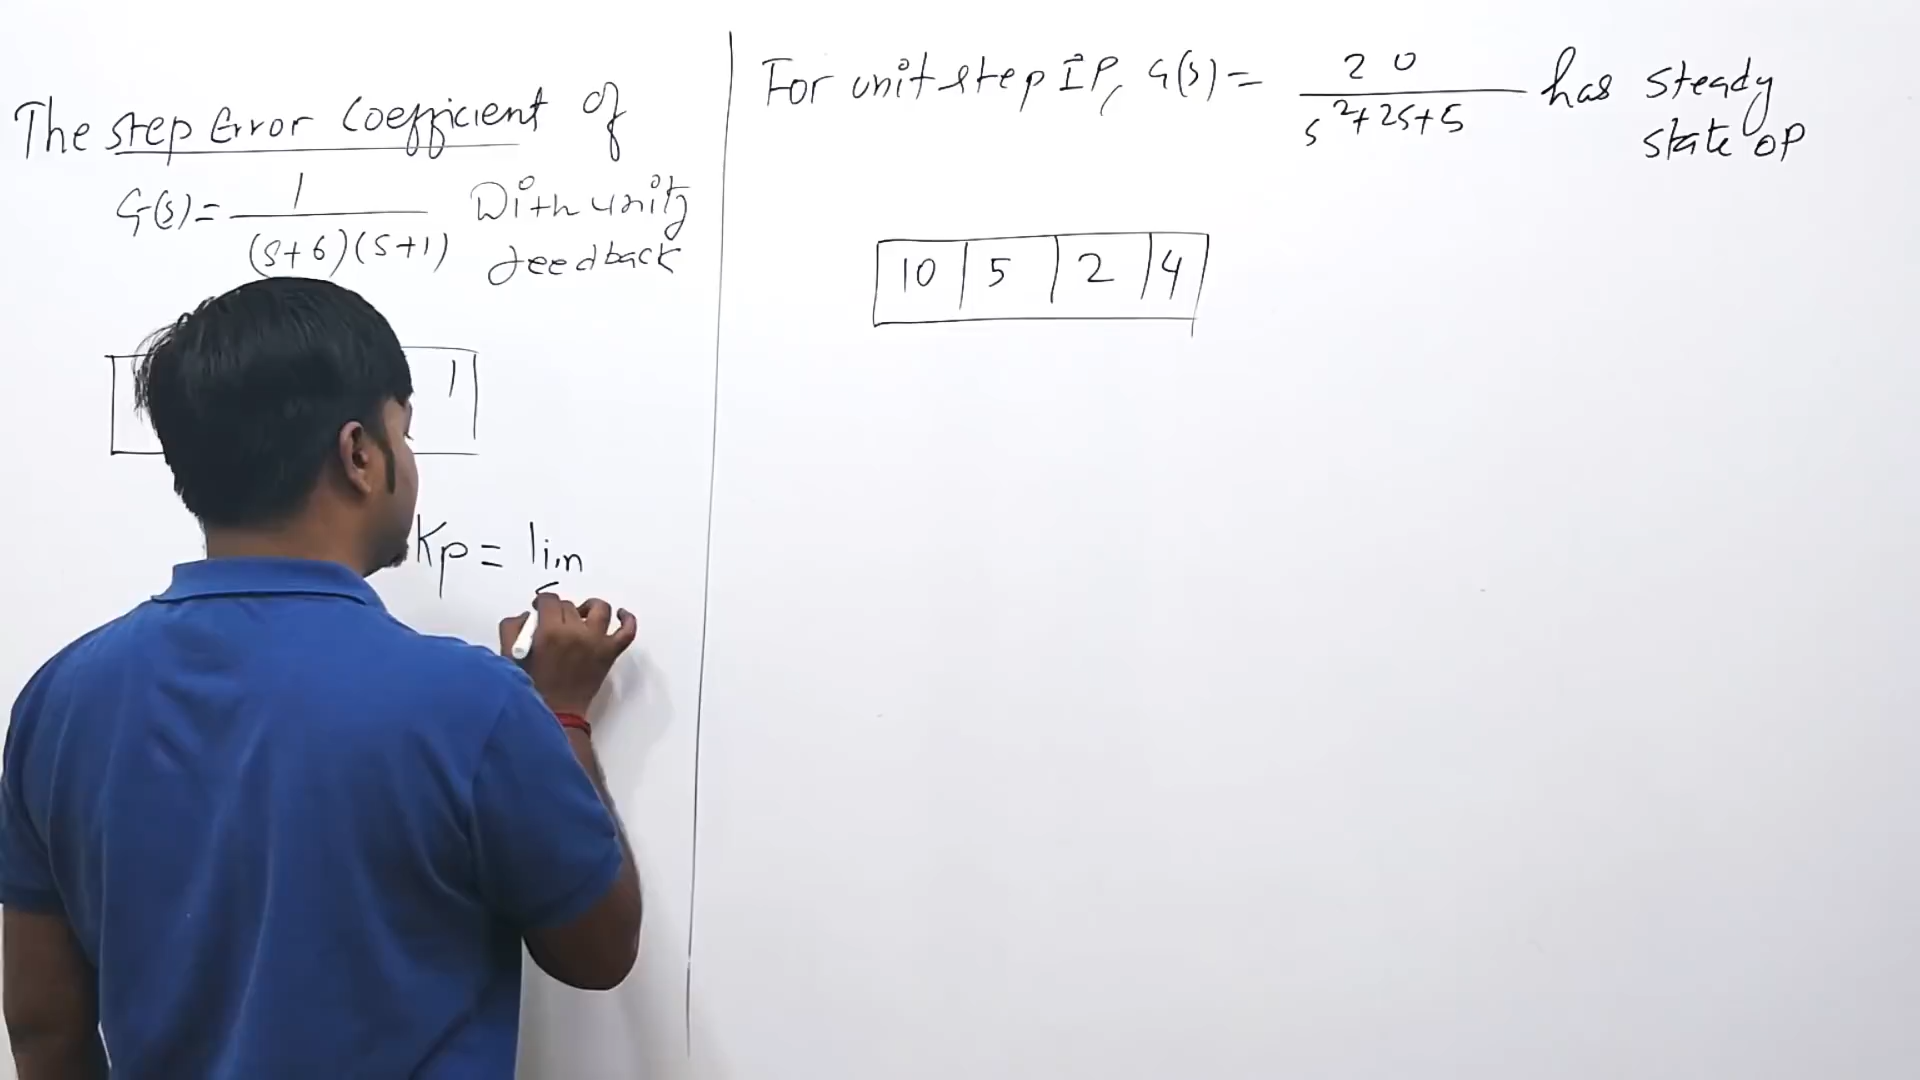 The step Error Coefficient of
G(s) = 1 / (s+6)(s+1) with unity
feedback
1
Kp = lim
For unit step IP, G(s) = 20 / s²+2s+5 has steady
state OP
10 | 5 | 2 | 4